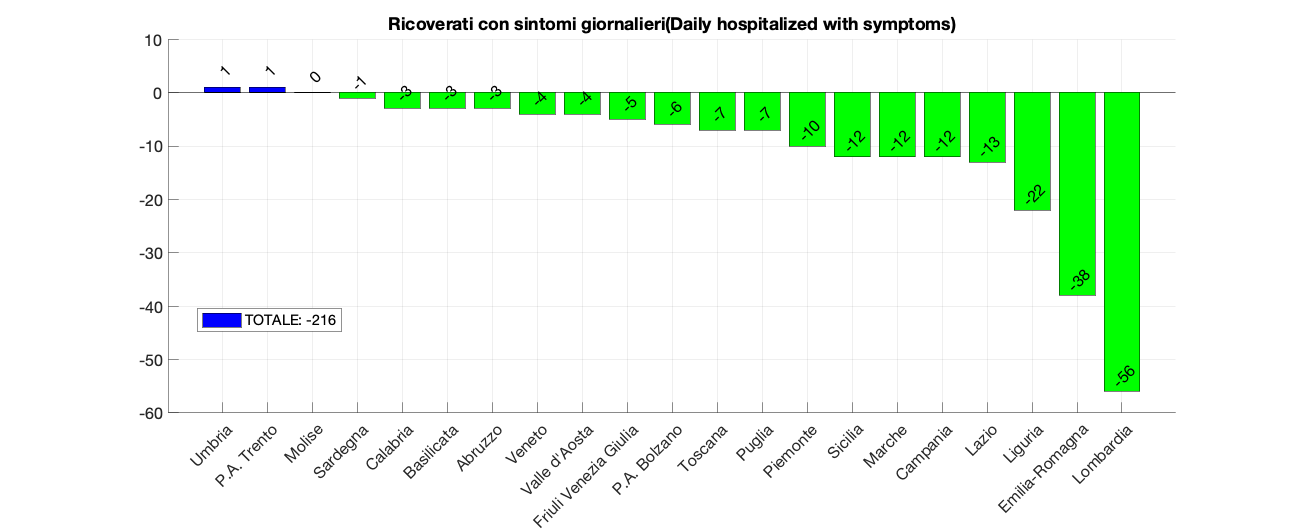 Ricoverati con sintomi giornalieri(Daily hospitalized with symptoms)
10
0
-10
-20
-30
-40
-50
-60
1
1
0
-1
-3
-3
-3
-4
-4
-5
-6
-7
-7
-10
-12
-12
-12
-13
-22
-38
-56
TOTALE: -216
Umbria
P.A. Trento
Molise
Sardegna
Calabria
Basilicata
Abruzzo
Veneto
Valle d'Aosta
Friuli Venezia Giulia
P.A. Bolzano
Toscana
Puglia
Piemonte
Sicilia
Marche
Campania
Lazio
Liguria
Emilia-Romagna
Lombardia